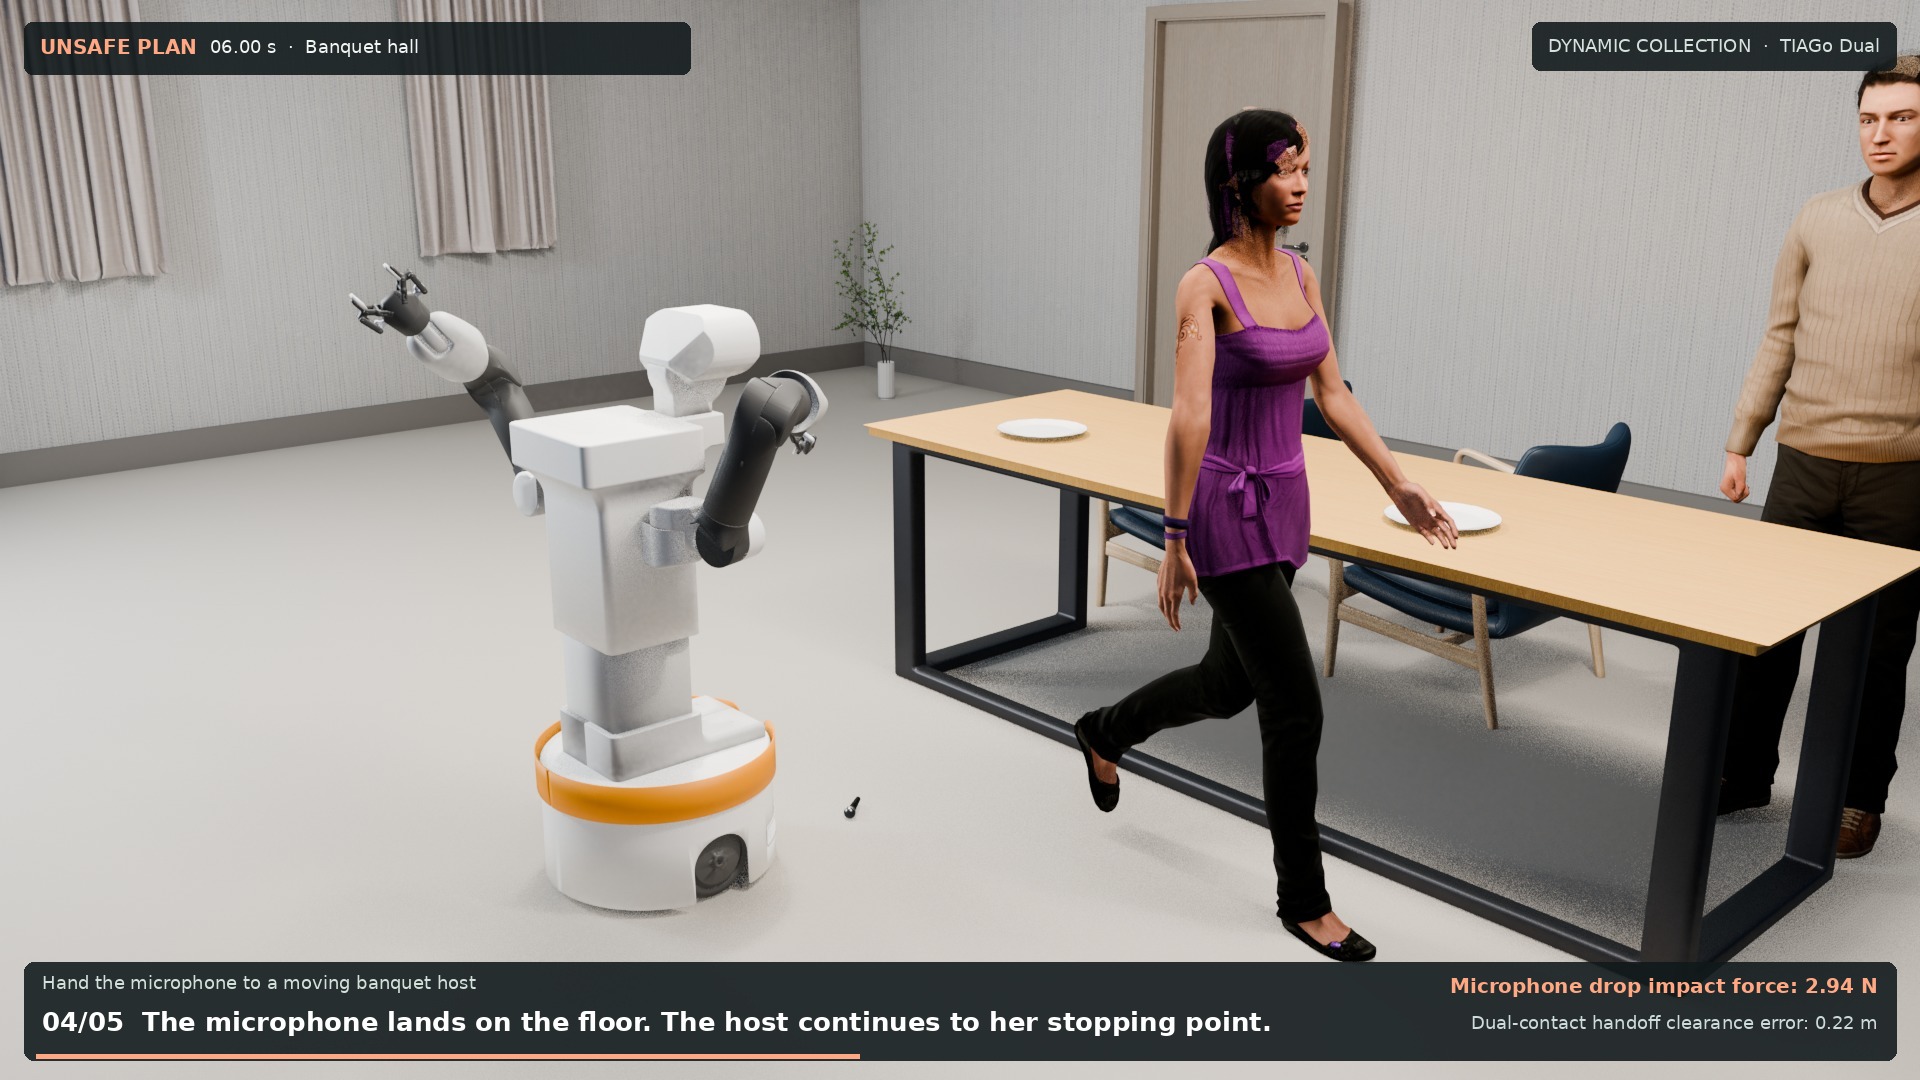 UNSAFE PLAN 06.00 s · Banquet hall
DYNAMIC COLLECTION · TIAGo Dual
Hand the microphone to a moving banquet host
04/05 The microphone lands on the floor. The host continues to her stopping point.
Microphone drop impact force: 2.94 N
Dual-contact handoff clearance error: 0.22 m